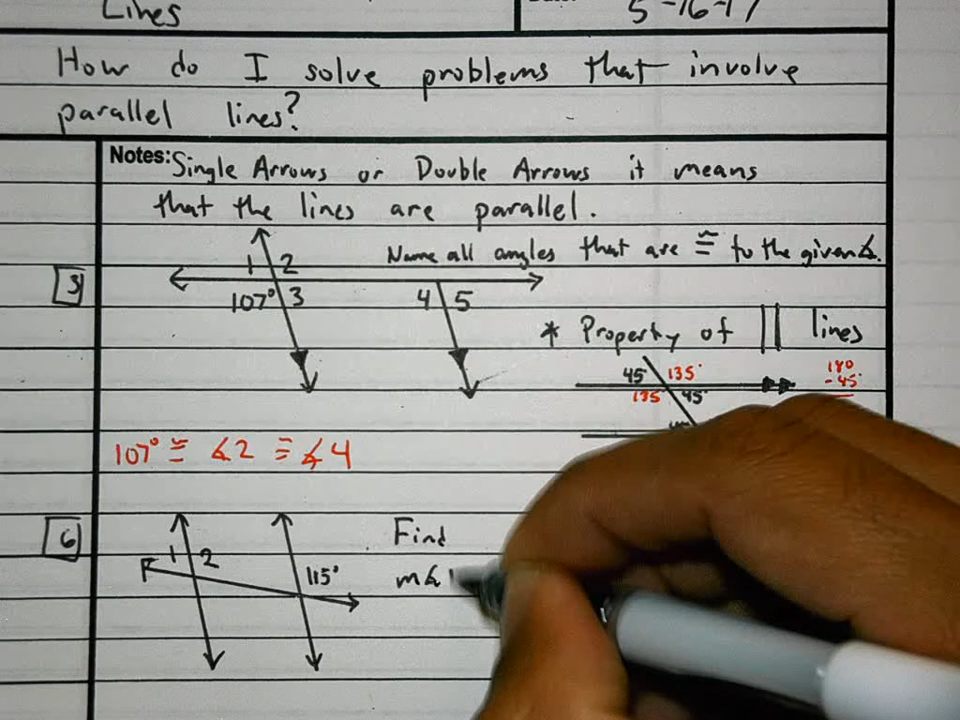 Lines
5-16-17
How do I solve problems that involve
parallel lines?
Notes: Single Arrows or Double Arrows it means
that the lines are parallel.
1 2 Name all angles that are ≅ to the given∡.
3
107° 3 4 5
* Property of || lines
45 135° 180
135 45° -45°
107° ≅ ∡2 ≅ ∡4
6
1 2 Find
115° m∡1